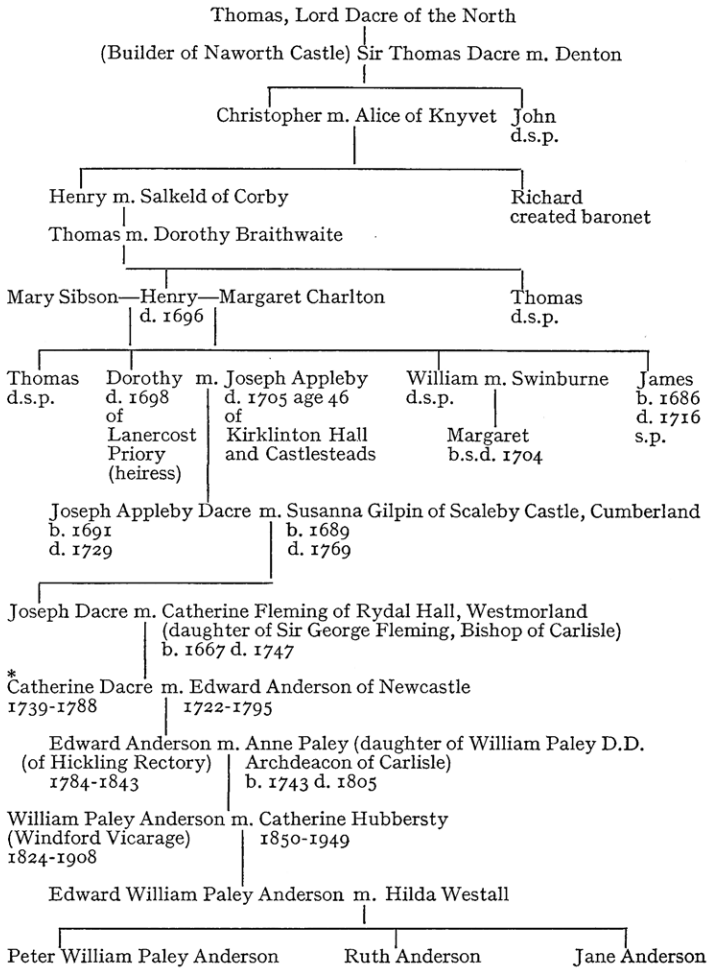 Thomas, Lord Dacre of the North
(Builder of Naworth Castle) Sir Thomas Dacre m. Denton
Christopher m. Alice of Knyvet John
d.s.p.
Henry m. Salkeld of Corby Richard
created baronet
Thomas m. Dorothy Braithwaite
Mary Sibson—Henry—Margaret Charlton Thomas
d. 1696 d.s.p.
Thomas Dorothy m. Joseph Appleby William m. Swinburne James
d.s.p. d. 1698 d. 1705 age 46 d.s.p. b. 1686
of of d. 1716
Lanercost Kirklinton Hall Margaret s.p.
Priory and Castlesteads b.s.d. 1704
(heiress)
Joseph Appleby Dacre m. Susanna Gilpin of Scaleby Castle, Cumberland
b. 1691 b. 1689
d. 1729 d. 1769
Joseph Dacre m. Catherine Fleming of Rydal Hall, Westmorland
(daughter of Sir George Fleming, Bishop of Carlisle)
b. 1667 d. 1747
*
Catherine Dacre m. Edward Anderson of Newcastle
1739-1788 1722-1795
Edward Anderson m. Anne Paley (daughter of William Paley D.D.
(of Hickling Rectory) Archdeacon of Carlisle)
1784-1843 b. 1743 d. 1805
William Paley Anderson m. Catherine Hubbersty
(Windford Vicarage) 1850-1949
1824-1908
Edward William Paley Anderson m. Hilda Westall
Peter William Paley Anderson Ruth Anderson Jane Anderson